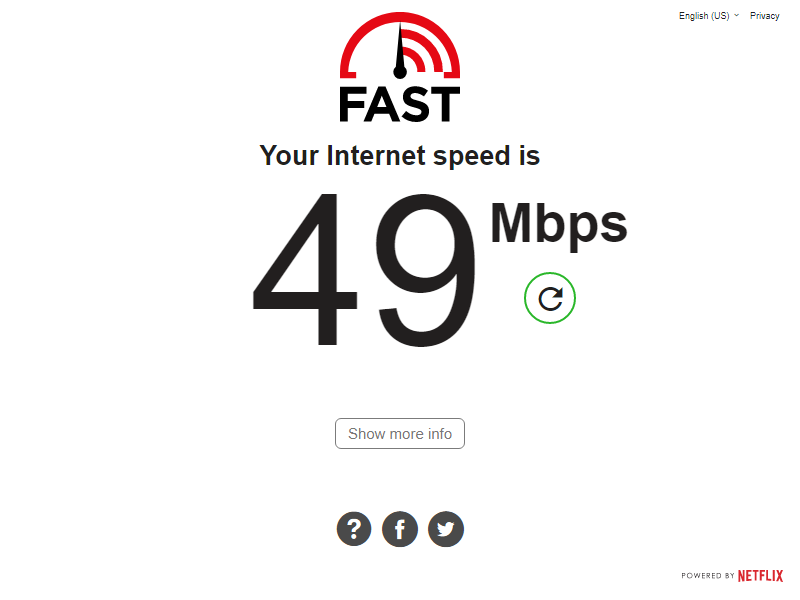 English (US) Privacy
FAST
Your Internet speed is
49 Mbps
Show more info
?
f
POWERED BY NETFLIX